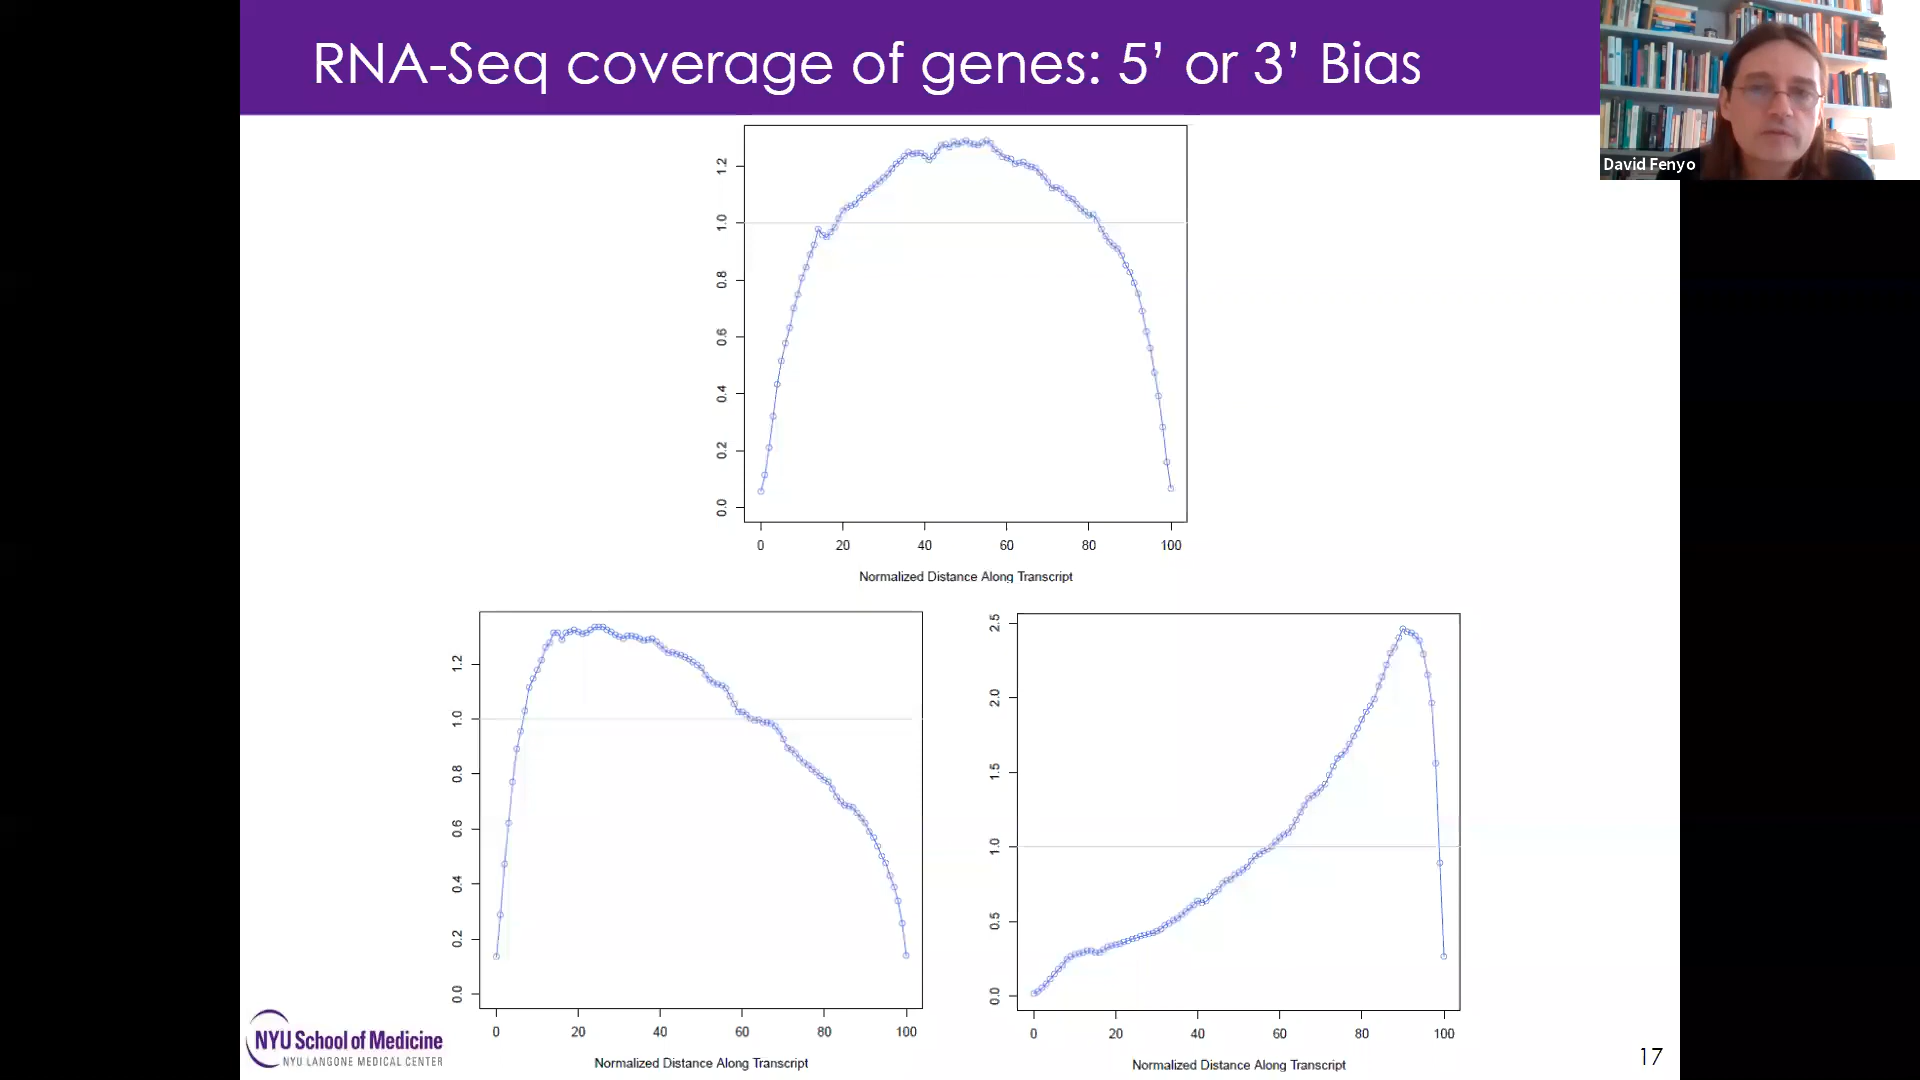 RNA-Seq coverage of genes: 5’ or 3’ Bias
David Fenyo
1.2
1.0
0.8
0.6
0.4
0.2
0.0
0 20 40 60 80 100
Normalized Distance Along Transcript
1.2
1.0
0.8
0.6
0.4
0.2
0.0
0 20 40 60 80 100
Normalized Distance Along Transcript
2.5
2.0
1.5
1.0
0.5
0.0
0 20 40 60 80 100
Normalized Distance Along Transcript
NYU School of Medicine
NYU LANGONE MEDICAL CENTER
17